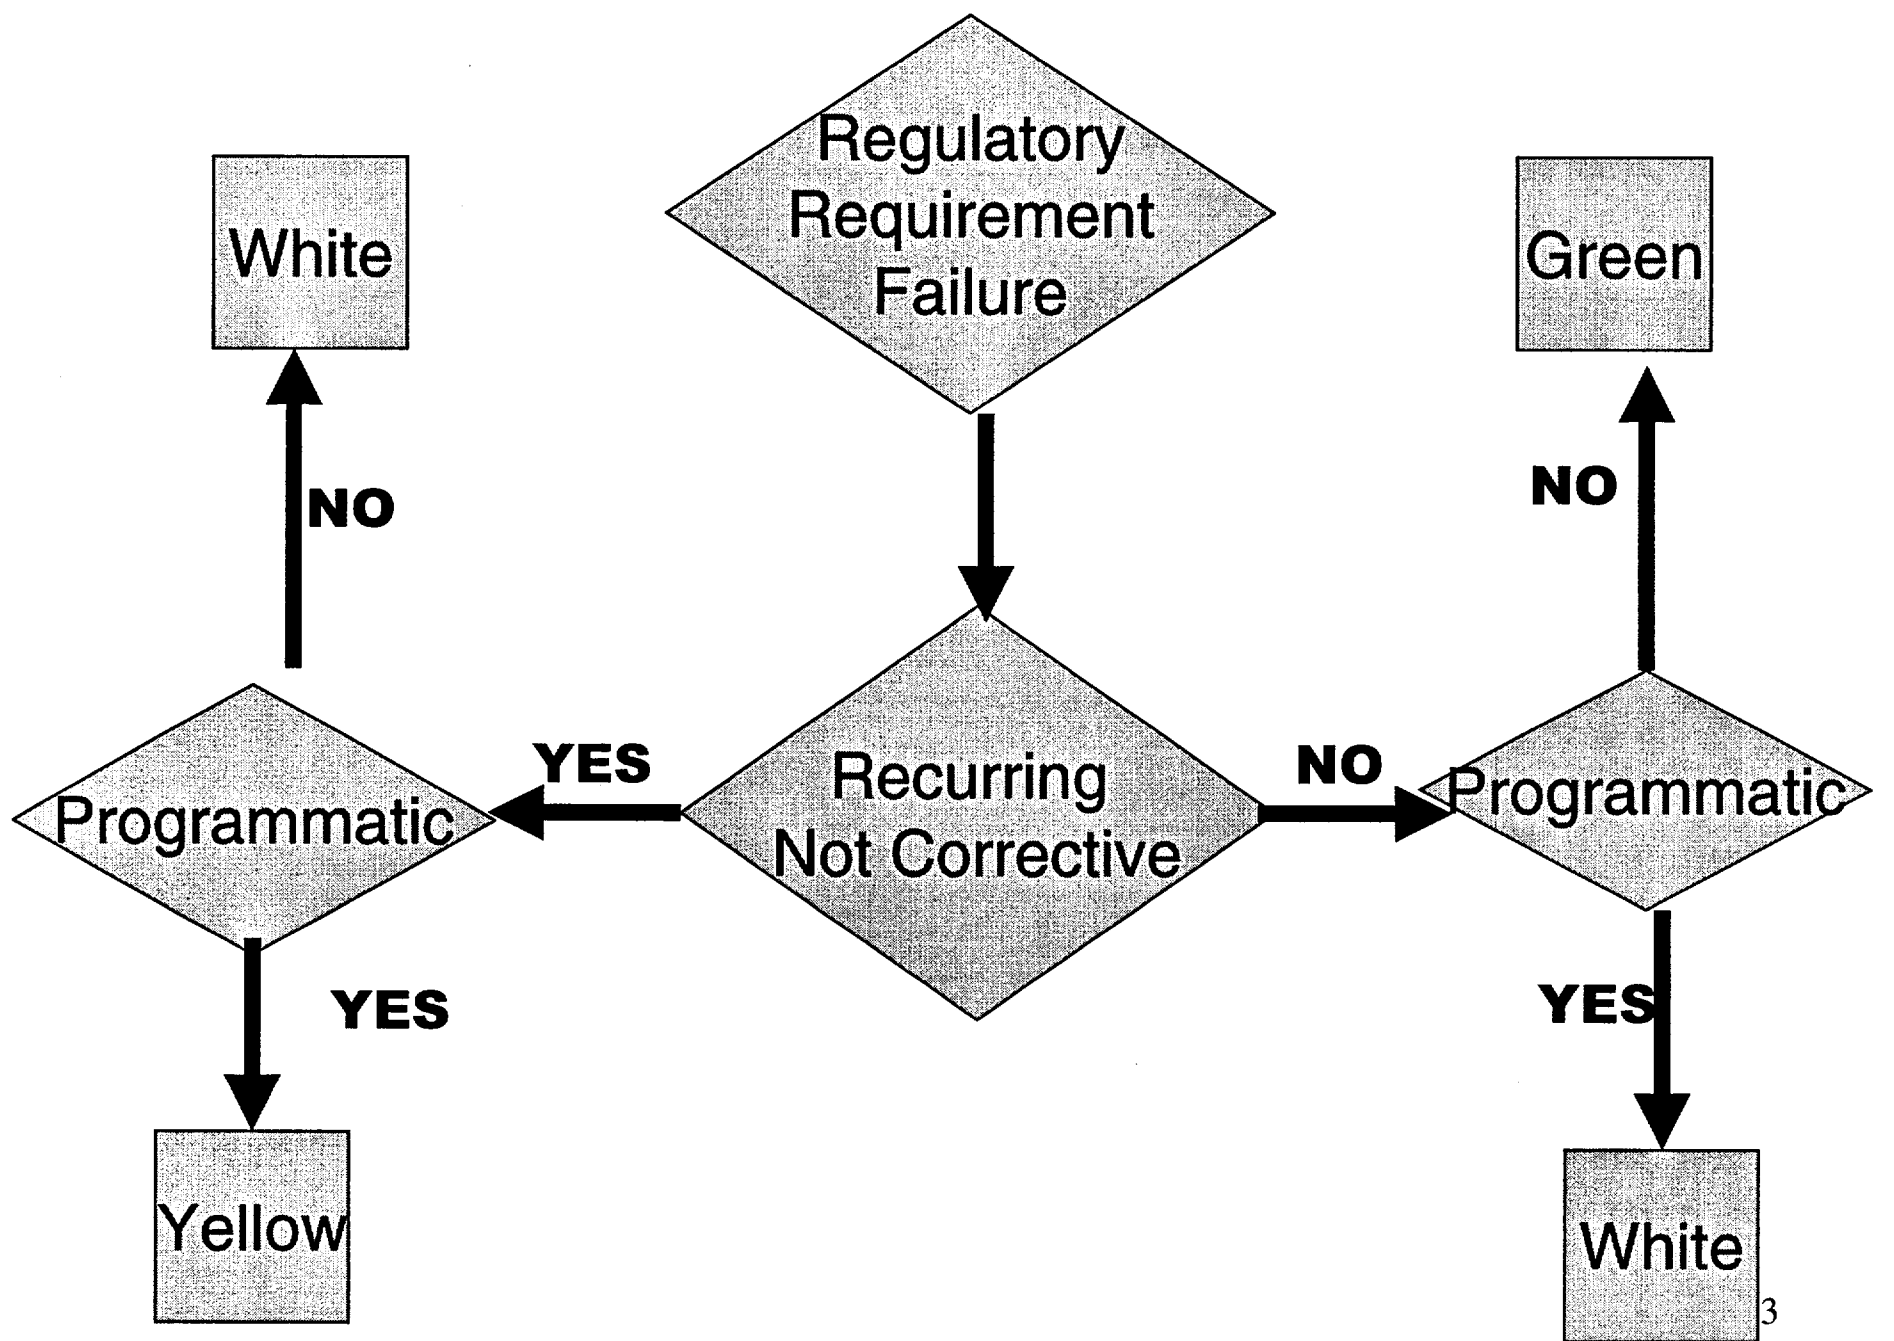 Regulatory
Requirement
Failure
White
Green
NO
NO
YES
NO
Programmatic
Recurring
Not Corrective
Programmatic
YES
YES
Yellow
White
3